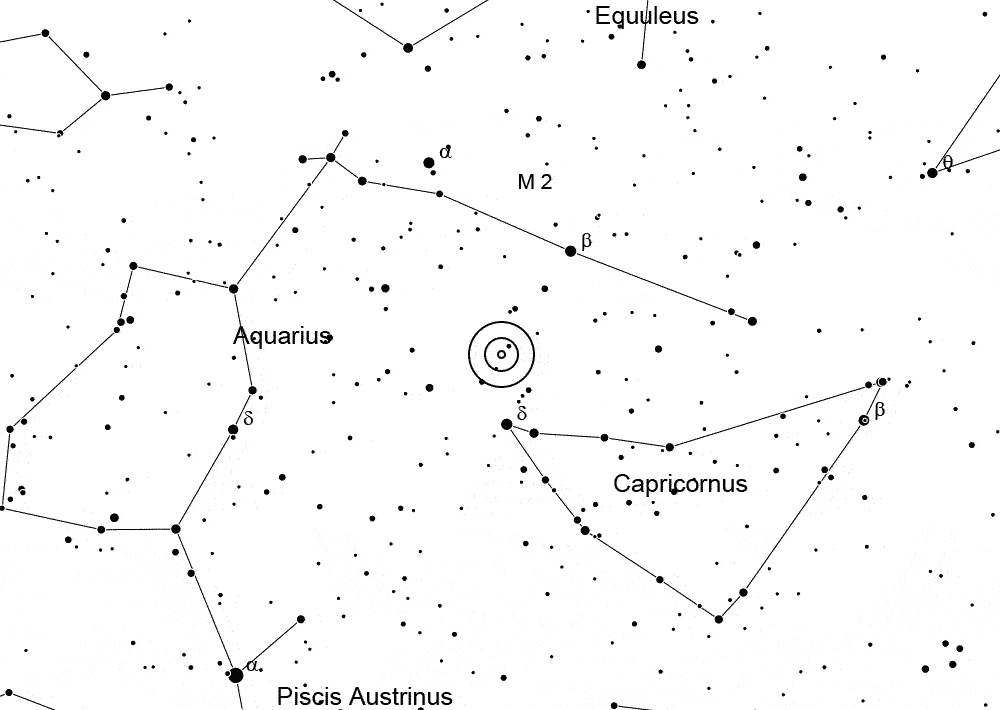 Equuleus
α
θ
M 2
β
Aquarius
δ
δ
β
Capricornus
α
Piscis Austrinus